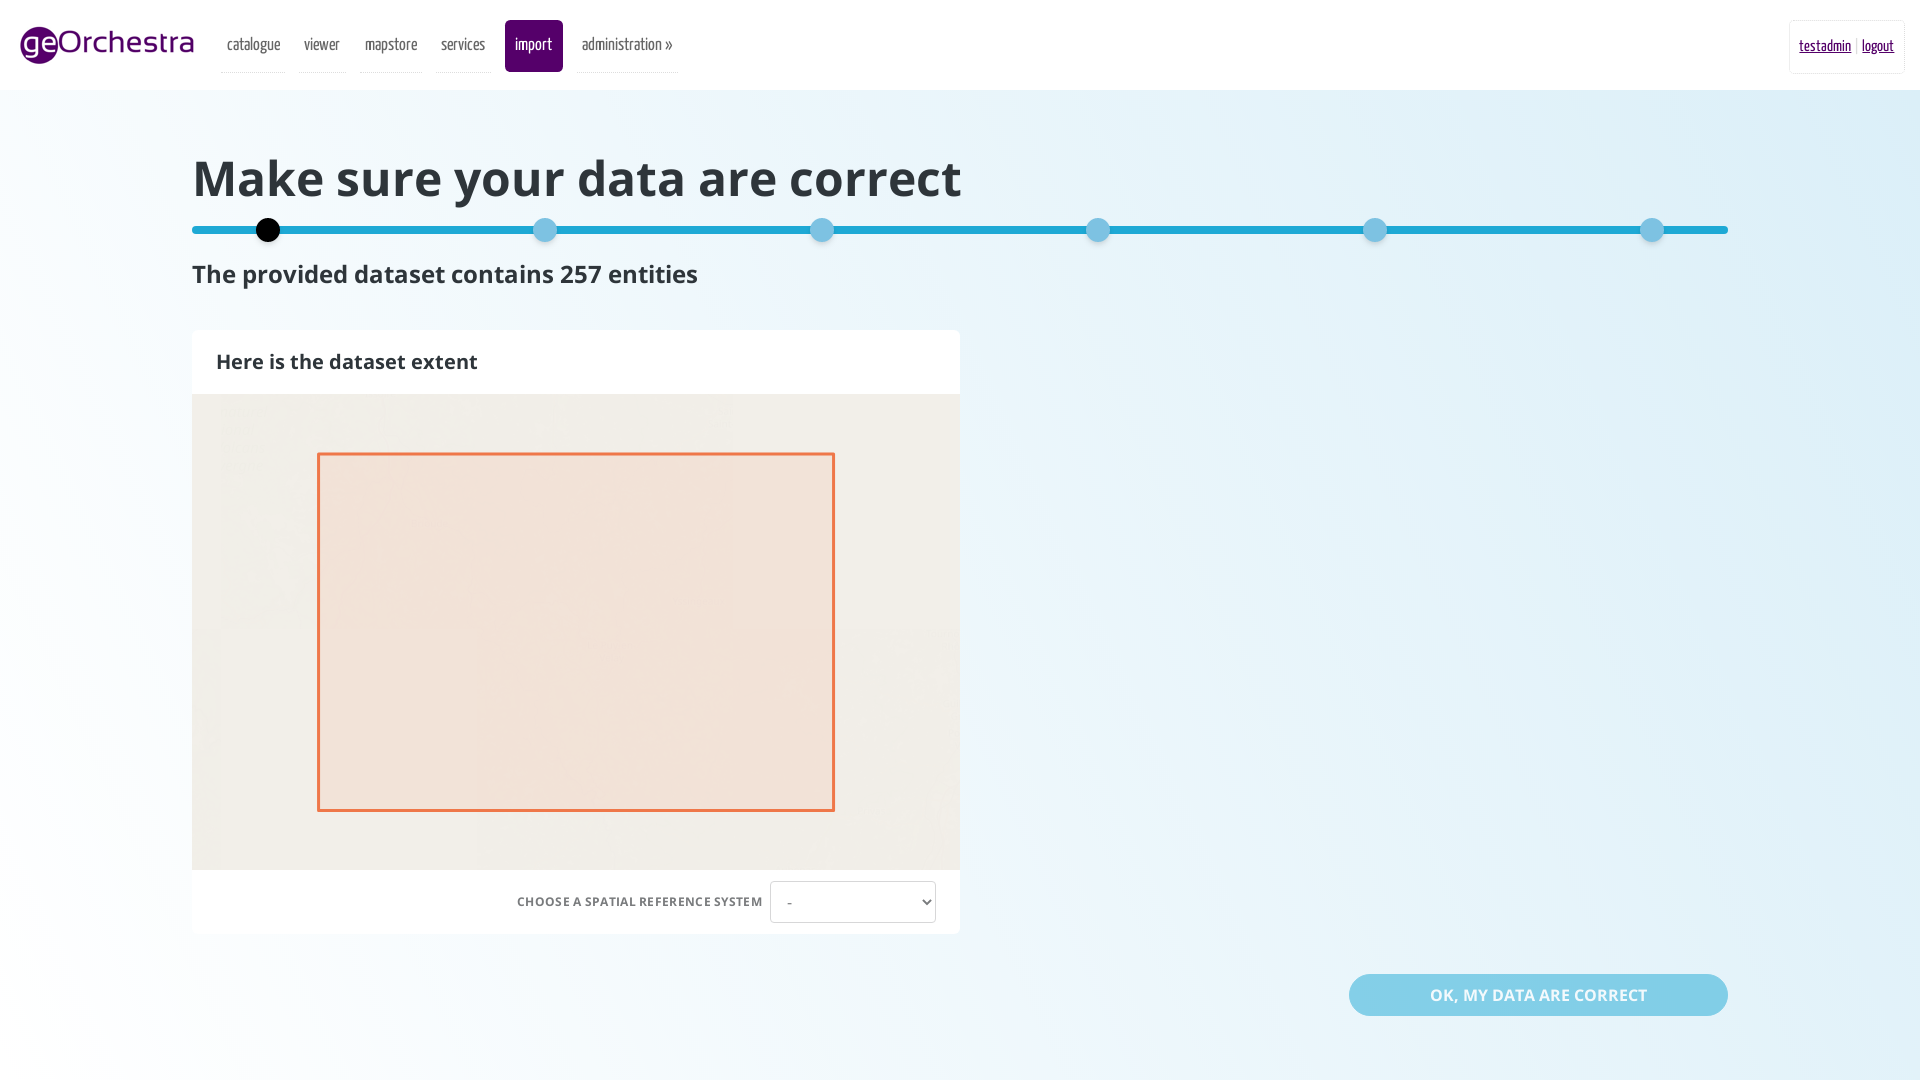 geOrchestra
catalogue
viewer
mapstore
services
import
administration »
testadmin
logout
Make sure your data are correct
The provided dataset contains 257 entities
Here is the dataset extent
CHOOSE A SPATIAL REFERENCE SYSTEM
-
OK, MY DATA ARE CORRECT